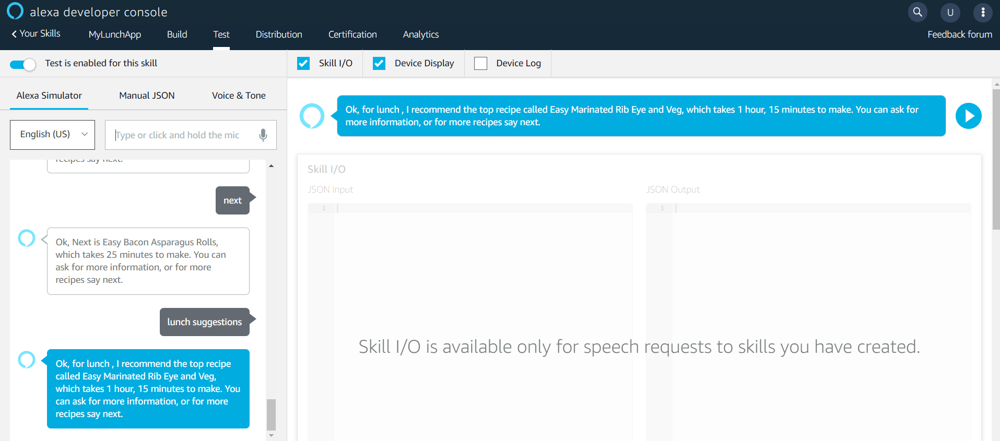 alexa developer console
U
Your Skills
MyLunchApp
Build
Test
Distribution
Certification
Analytics
Feedback forum
Test is enabled for this skill
Skill I/O
Device Display
Device Log
Alexa Simulator
Manual JSON
Voice & Tone
English (US)
Type or click and hold the mic
recipes say next.
next
Ok, Next is Easy Bacon Asparagus Rolls,
which takes 25 minutes to make. You can
ask for more information, or for more
recipes say next.
lunch suggestions
Ok, for lunch , I recommend the top recipe
called Easy Marinated Rib Eye and Veg,
which takes 1 hour, 15 minutes to make. You
can ask for more information, or for more
recipes say next.
Ok, for lunch , I recommend the top recipe called Easy Marinated Rib Eye and Veg, which takes 1 hour, 15 minutes to make. You can ask for
more information, or for more recipes say next.
Skill I/O
JSON Input
JSON Output
1
1
Skill I/O is available only for speech requests to skills you have created.